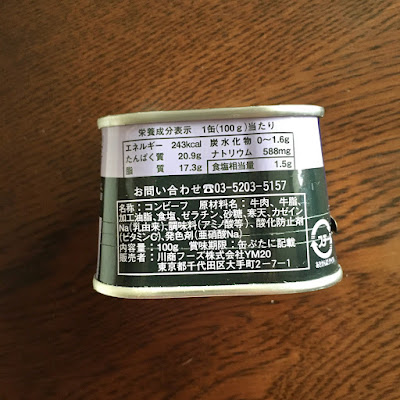 栄養成分表示 1缶(100g)当たり
エネルギー 243kcal 炭水化物 0〜1.6g
たんぱく質 20.9g ナトリウム 588mg
脂質 17.3g 食塩相当量 1.5g
お問い合わせ☎03-5203-5157
名称：コンビーフ 原材料名：牛肉、牛脂、
加工油脂、食塩、ゼラチン、砂糖、寒天、カゼイン
Na(乳由来)、調味料(アミノ酸等)、酸化防止剤
(ビタミンC)、発色剤(亜硝酸Na)
内容量：100g 賞味期限：缶ぶたに記載
販売者：川商フーズ株式会社YM20
東京都千代田区大手町2-7-1